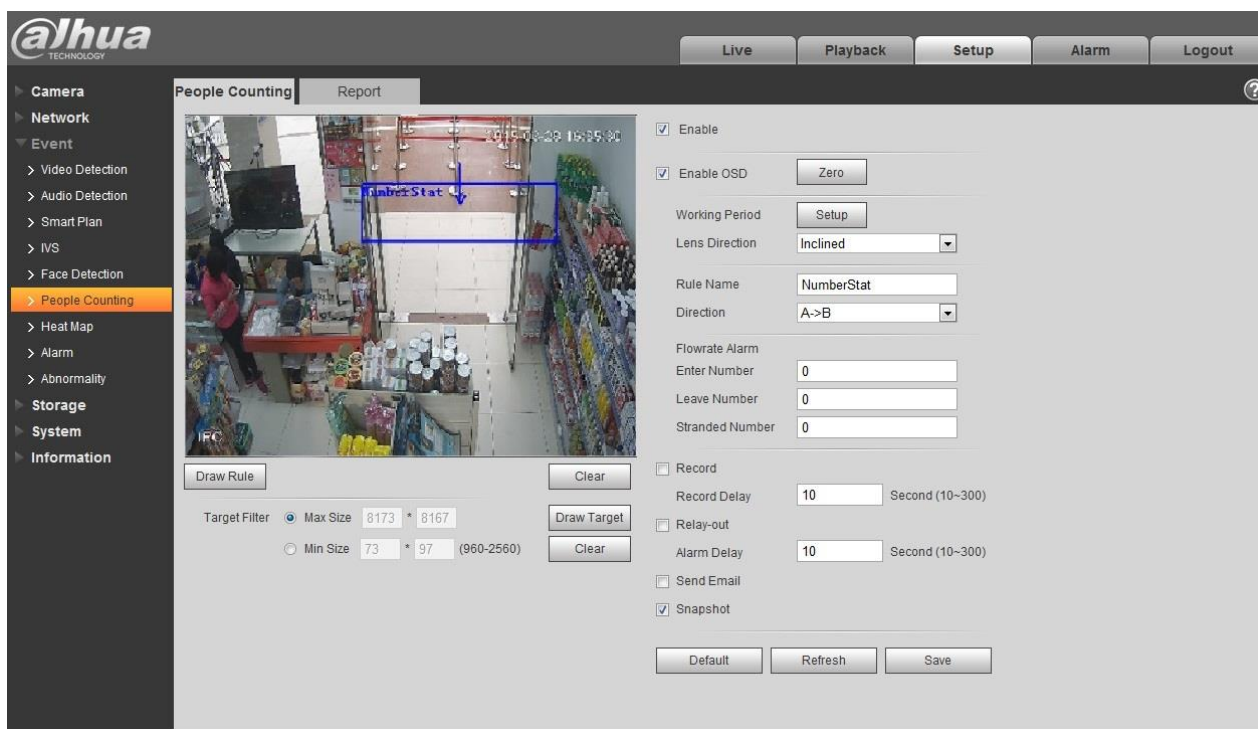 alhua
TECHNOLOGY
Live Playback Setup Alarm Logout
Camera
Network
Event
Video Detection
Audio Detection
Smart Plan
IVS
Face Detection
People Counting
Heat Map
Alarm
Abnormality
Storage
System
Information
People Counting Report
?
NumberStat
IPC
Draw Rule Clear
Target Filter Max Size 8173 * 8167 Draw Target
Min Size 73 * 97 (960-2560) Clear
Enable
Enable OSD Zero
Working Period Setup
Lens Direction Inclined
Rule Name NumberStat
Direction A->B
Flowrate Alarm
Enter Number 0
Leave Number 0
Stranded Number 0
Record
Record Delay 10 Second (10~300)
Relay-out
Alarm Delay 10 Second (10~300)
Send Email
Snapshot
Default Refresh Save